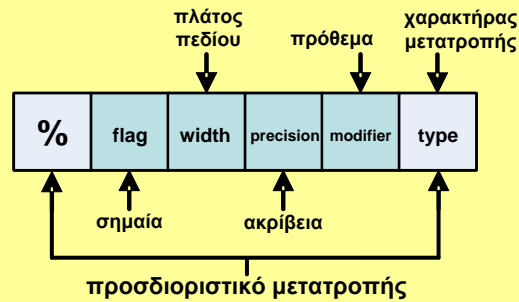 πλάτος
πεδίου
πρόθεμα
χαρακτήρας
μετατροπής
% flag width precision modifier type
σημαία
ακρίβεια
προσδιοριστικό μετατροπής